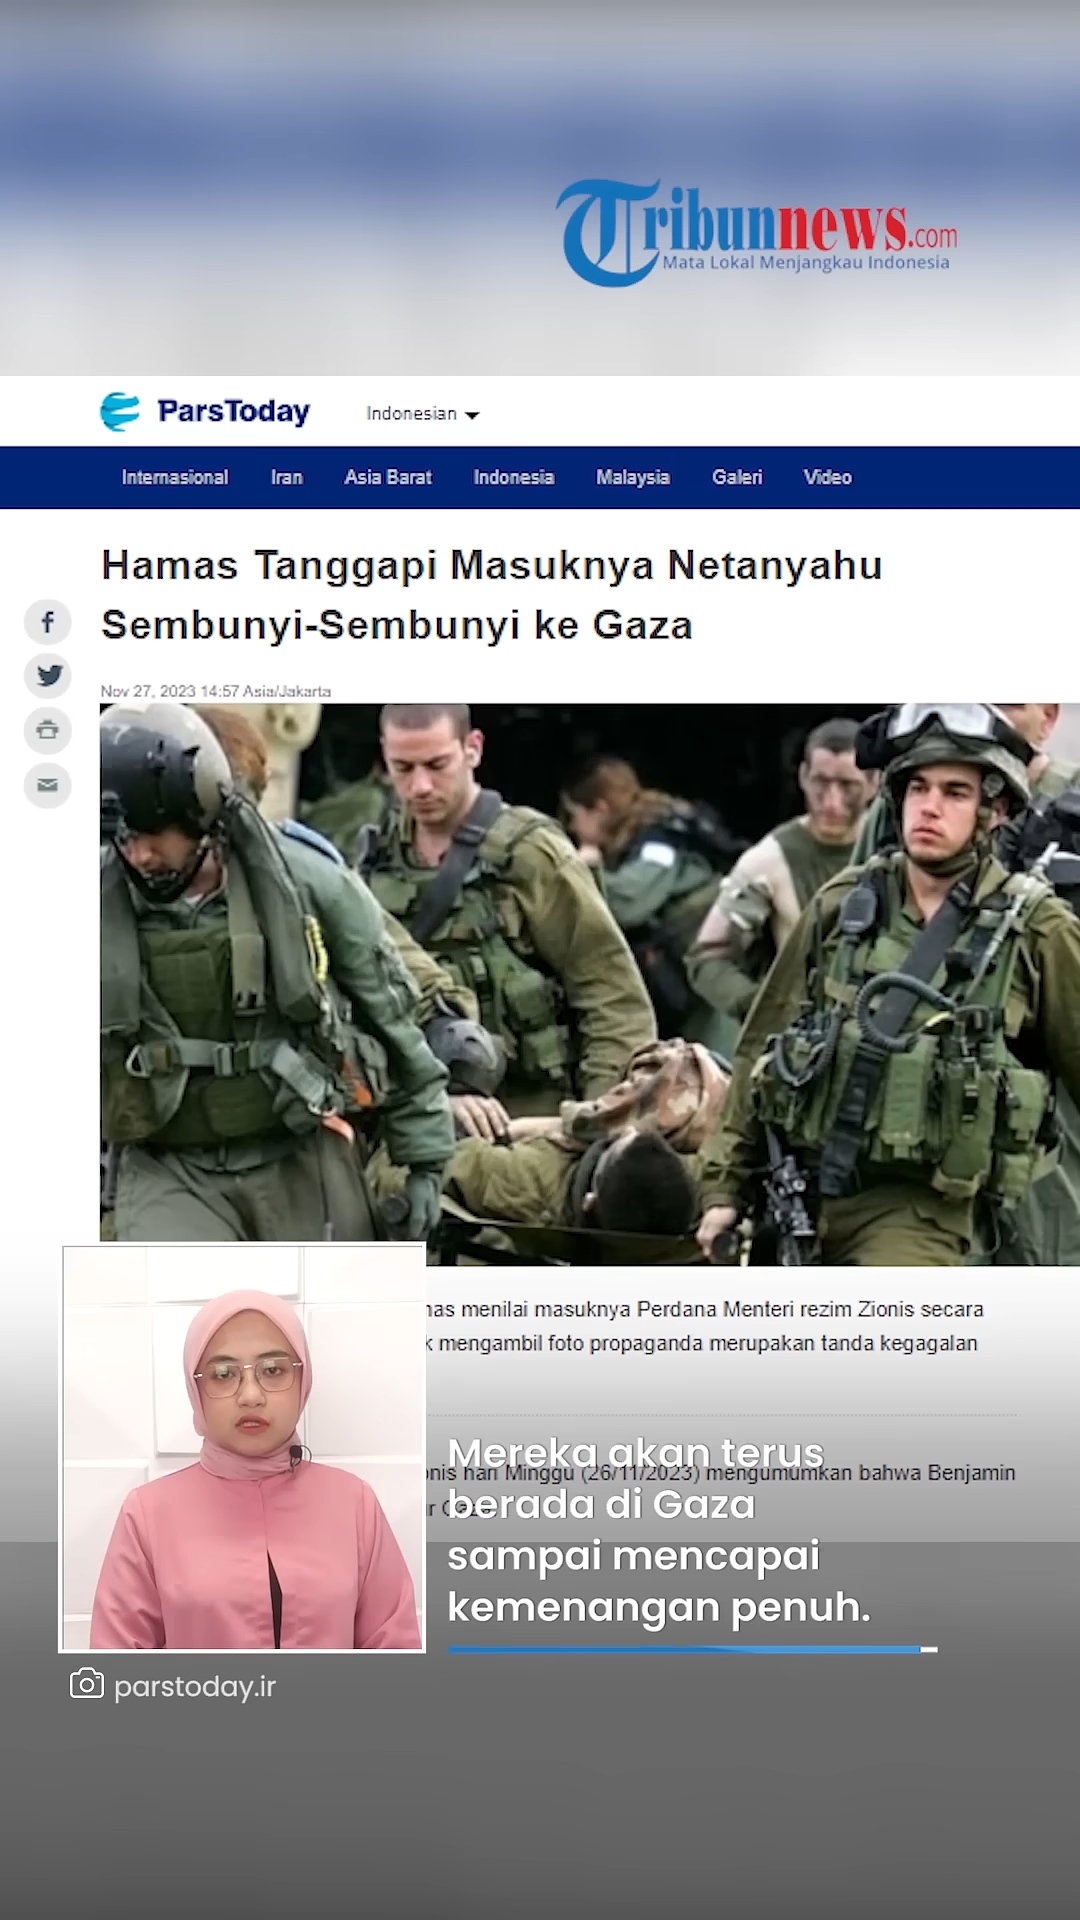 Tribunnews.com
Mata Lokal Menjangkau Indonesia
ParsToday
Indonesian
Internasional Iran Asia Barat Indonesia Malaysia Galeri Video
Hamas Tanggapi Masuknya Netanyahu
Sembunyi-Sembunyi ke Gaza
Nov 27, 2023 14:57 Asia/Jakarta
menilai masuknya Perdana Menteri rezim Zionis secara
mengambil foto propaganda merupakan tanda kegagalan
hari Minggu (26/11/2023) mengumumkan bahwa Benjamin
Mereka akan terus
berada di Gaza
sampai mencapai
kemenangan penuh.
parstoday.ir